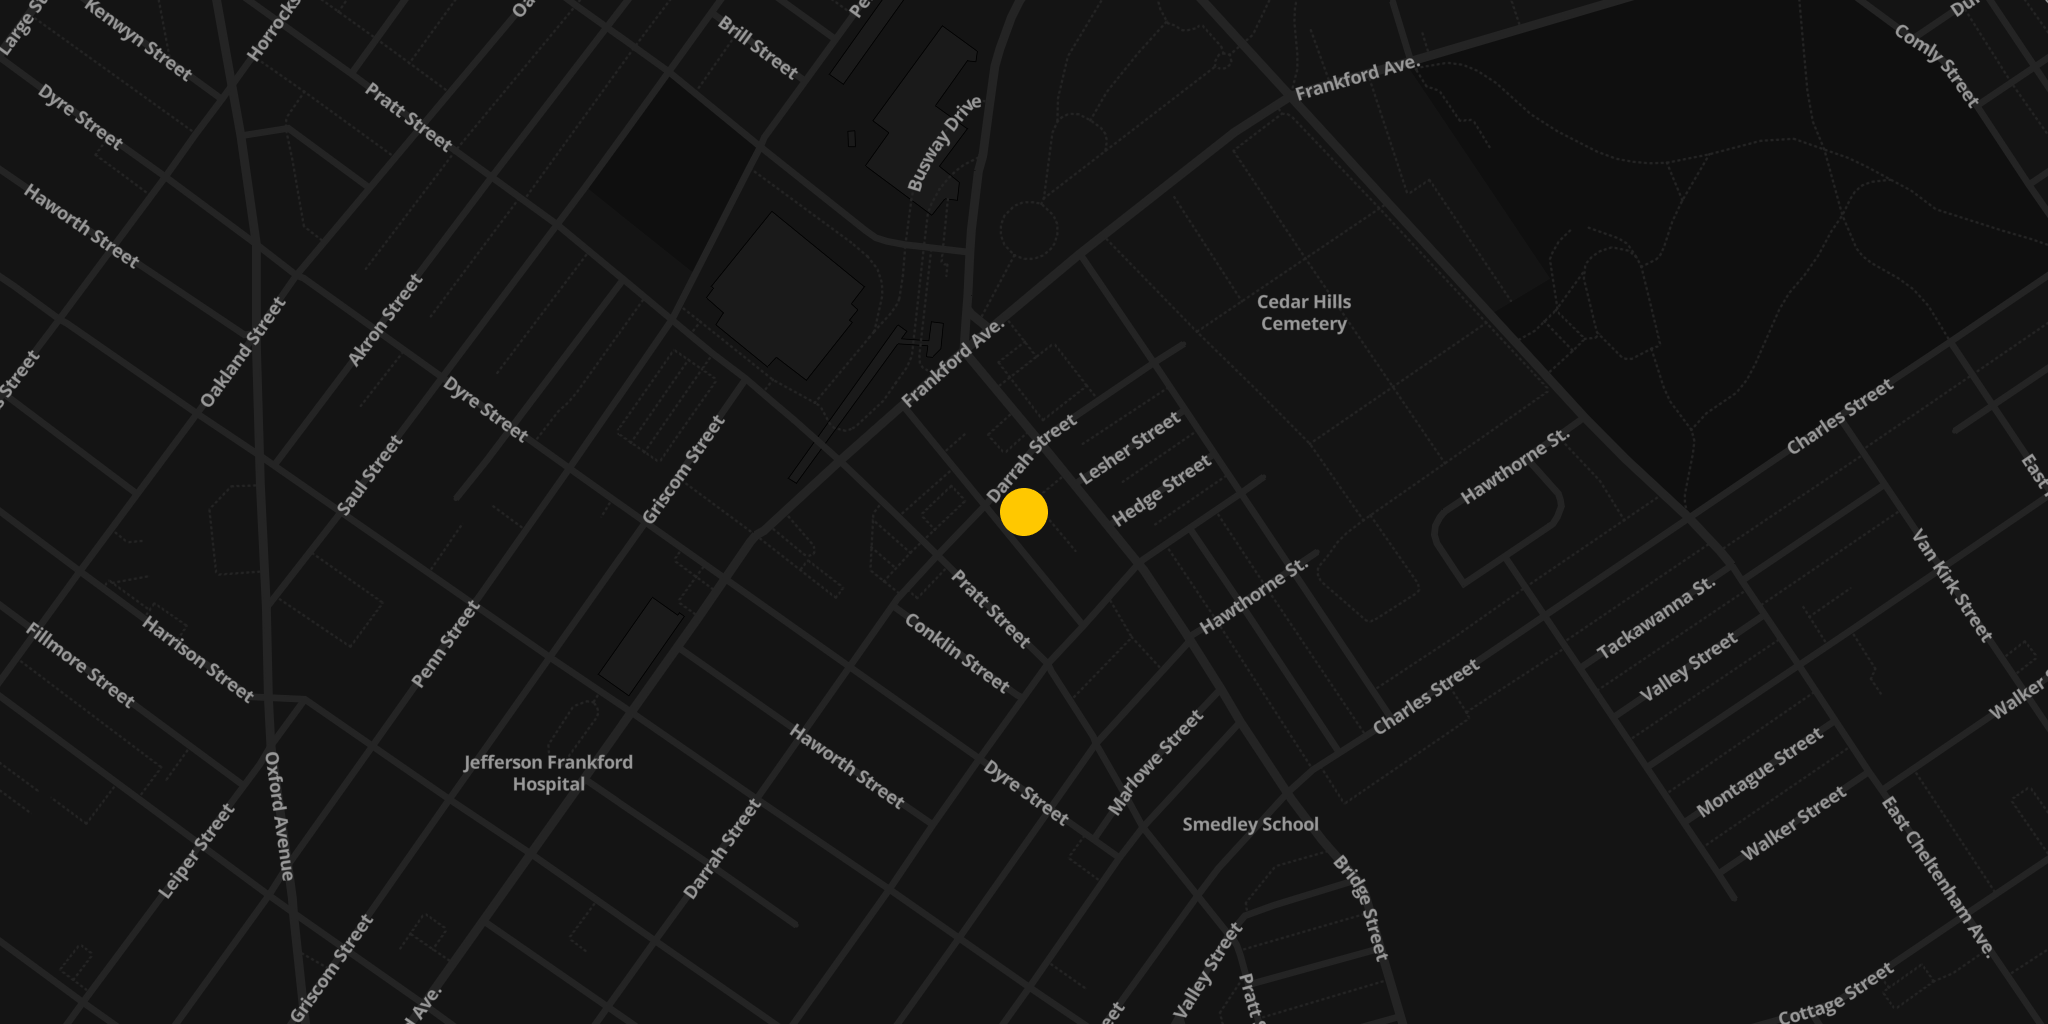 Large St
Kenwyn Street
Horrocks
Oa
Brill Street
Pe
Frankford Ave.
Comly Street
Dur
Dyre Street
Pratt Street
Busway Drive
Haworth Street
Oakland Street
Akron Street
Cedar Hills
Cemetery
Frankford Ave.
s Street
Dyre Street
Saul Street
Griscom Street
Darrah Street
Lesher Street
Hedge Street
Hawthorne St.
Charles Street
East
Van Kirk Street
Pratt Street
Conklin Street
Hawthorne St.
Tackawanna St.
Valley Street
Walker S
Fillmore Street
Harrison Street
Penn Street
Charles Street
Marlowe Street
Montague Street
Walker Street
Oxford Avenue
Jefferson Frankford
Hospital
Haworth Street
Dyre Street
Smedley School
Leiper Street
Darrah Street
Bridge Street
East Cheltenham Ave.
Griscom Street
d Ave.
Valley Street
Pratt S
eet
Cottage Street